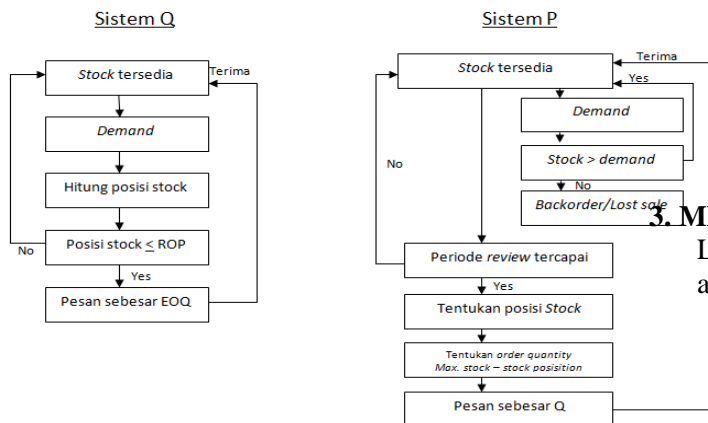 Sistem Q
Stock tersedia
Terima
Demand
Hitung posisi stock
Posisi stock ≤ ROP
No
Yes
Pesan sebesar EOQ
Sistem P
Stock tersedia
Terima
Yes
Demand
Stock > demand
No
Backorder/Lost sale
No
Periode review tercapai
Yes
Tentukan posisi Stock
Tentukan order quantity
Max. stock – stock posisition
Pesan sebesar Q
3. M
L
a